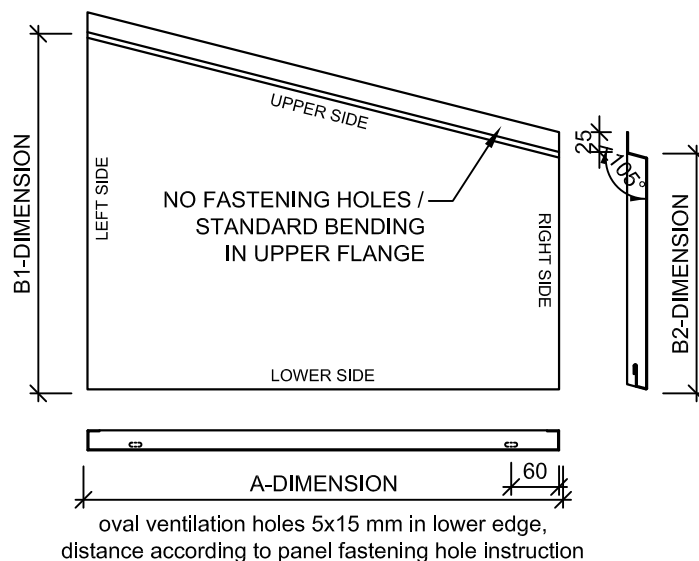 UPPER SIDE
B1-DIMENSION
LEFT SIDE
NO FASTENING HOLES /
STANDARD BENDING
IN UPPER FLANGE
RIGHT SIDE
25
105°
B2-DIMENSION
LOWER SIDE
60
A-DIMENSION
oval ventilation holes 5x15 mm in lower edge,
distance according to panel fastening hole instruction